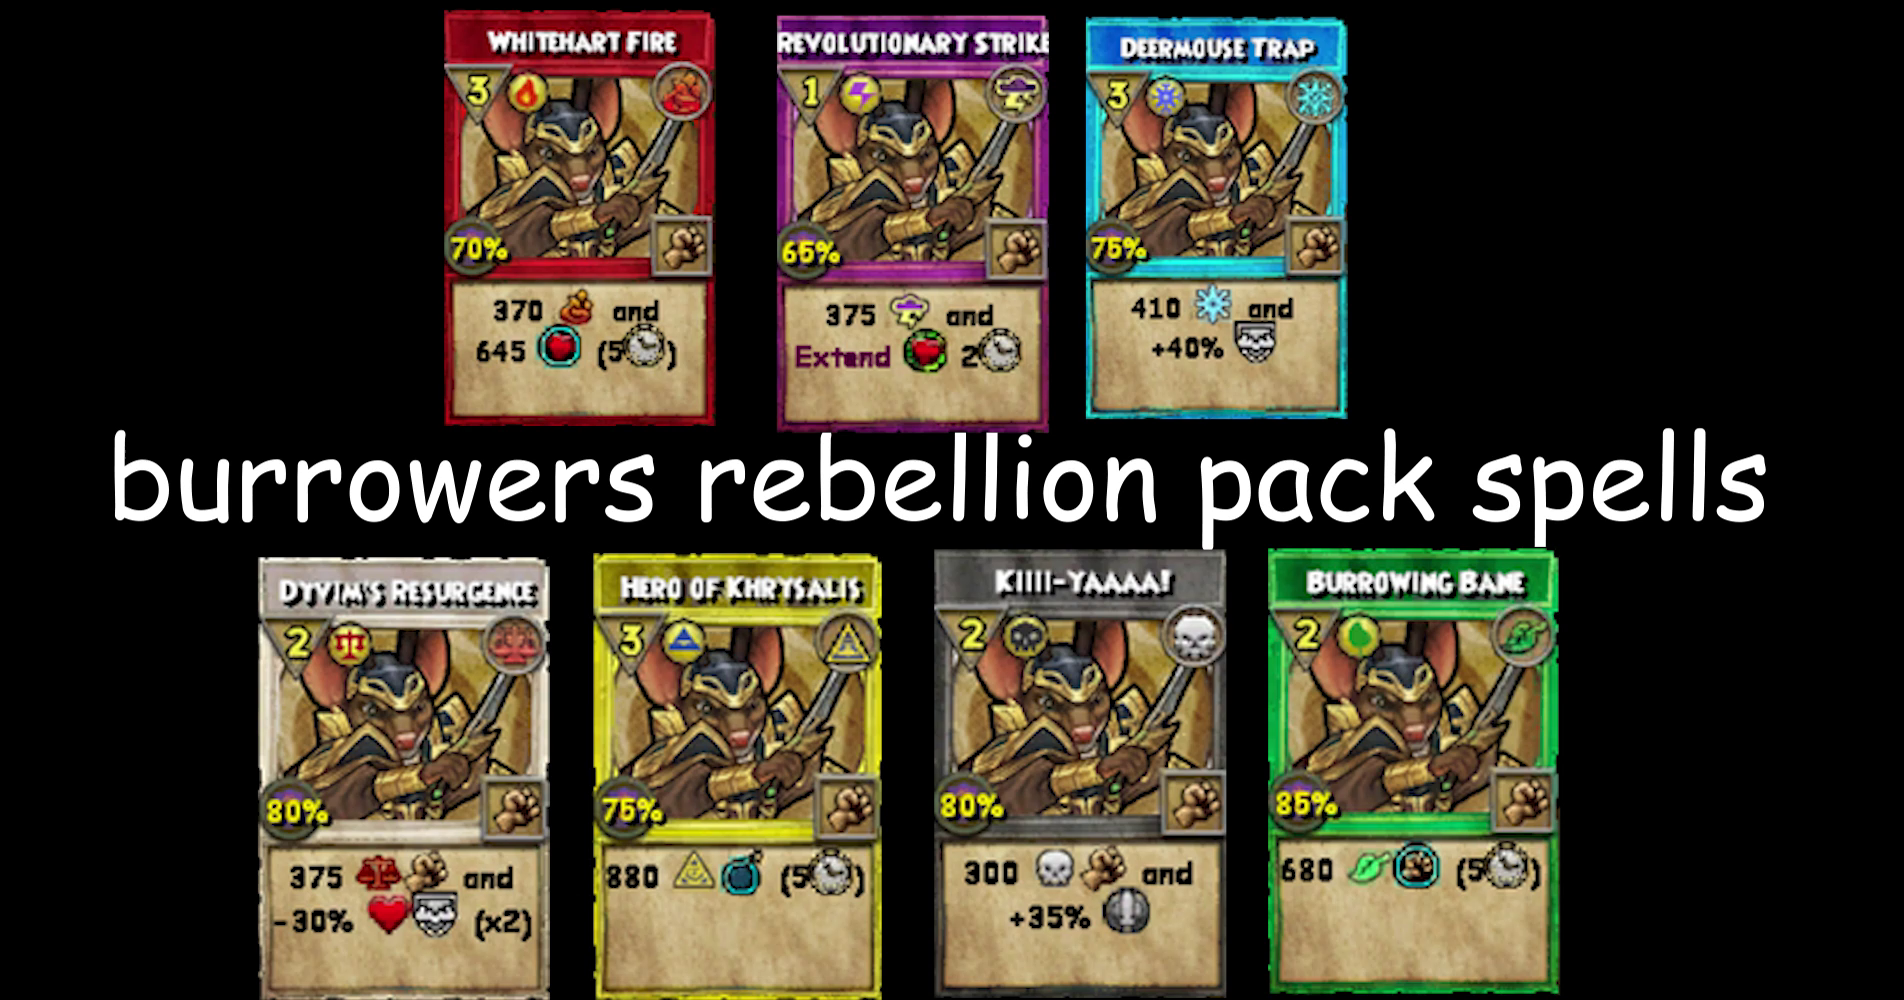 WHITEHART FIRE
3
70%
370 and
645 (5)
REVOLUTIONARY STRIKE
1
65%
375 and
Extend 2
DEERMOUSE TRAP
3
75%
410 and
+40%
burrowers rebellion pack spells
DYVIM'S RESURGENCE
2
80%
375 and
-30% (x2)
HERO OF KHRYSALIS
3
75%
880 (5)
KIIII-YAAAA!
2
80%
300 and
+35%
BURROWING BANE
2
85%
680 (5)